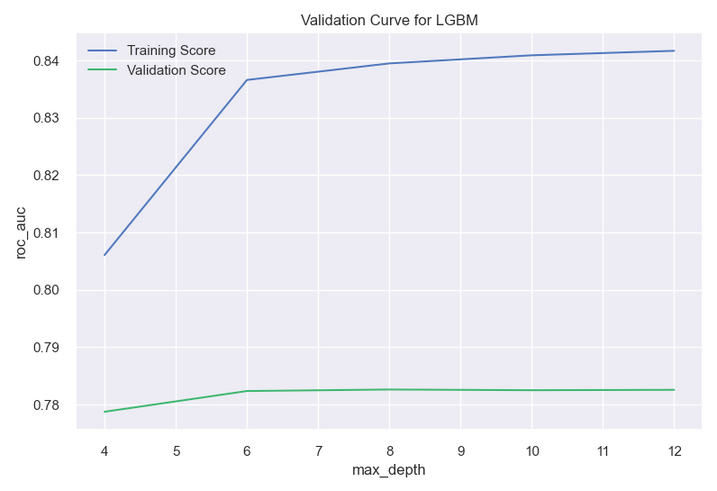 Validation Curve for LGBM
Training Score
Validation Score
0.84
0.83
0.82
0.81
0.80
0.79
0.78
roc_auc
4 5 6 7 8 9 10 11 12
max_depth